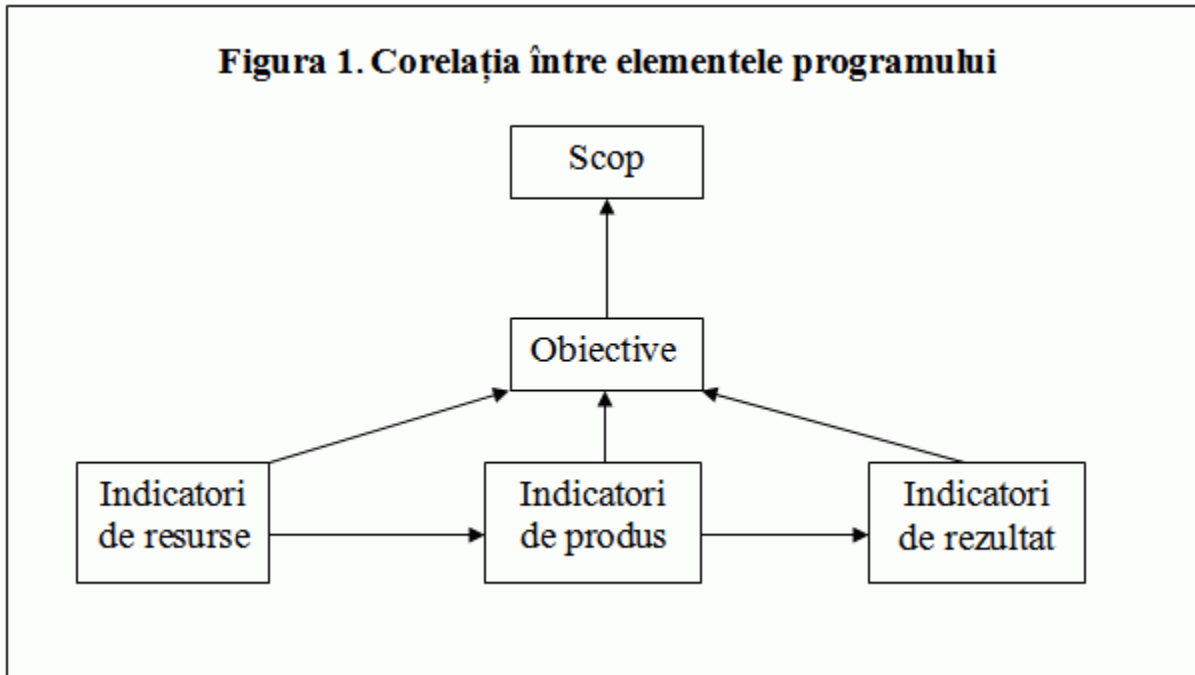 Figura 1. Corelația între elementele programului
Scop
Obiective
Indicatori
de resurse
Indicatori
de produs
Indicatori
de rezultat